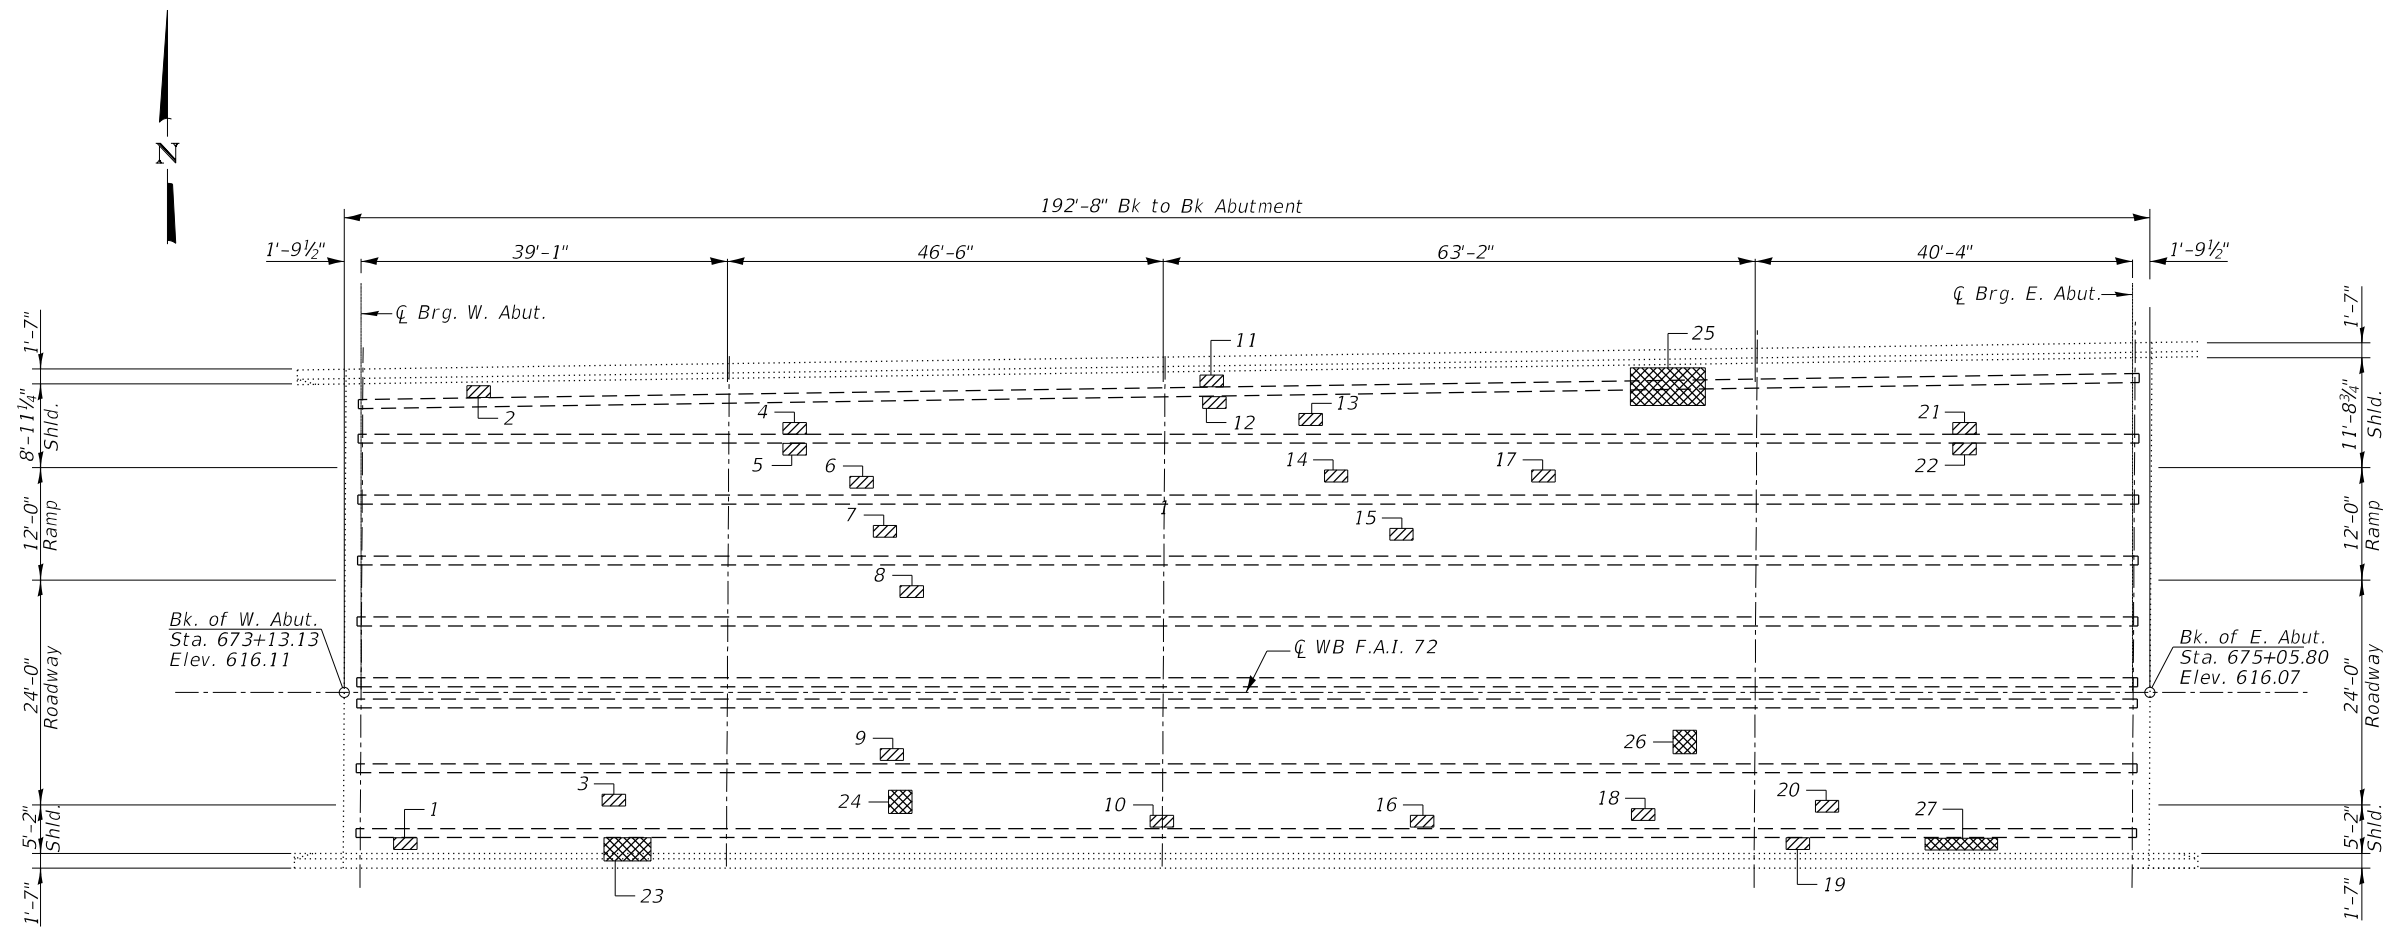 N
192'-8" Bk to Bk Abutment
1'-9½"
39'-1"
46'-6"
63'-2"
40'-4"
1'-9½"
℄ Brg. W. Abut.
℄ Brg. E. Abut.
1'-7"
8'-11¼"
Shld.
12'-0"
Ramp
24'-0"
Roadway
5'-2"
Shld.
1'-7"
1'-7"
11'-8¾"
Shld.
12'-0"
Ramp
24'-0"
Roadway
5'-2"
Shld.
1'-7"
11
25
2
4
12
13
21
5
6
14
17
22
1
7
15
8
Bk. of W. Abut.
Sta. 673+13.13
Elev. 616.11
℄ WB F.A.I. 72
Bk. of E. Abut.
Sta. 675+05.80
Elev. 616.07
9
26
3
1
24
10
16
18
20
27
23
19